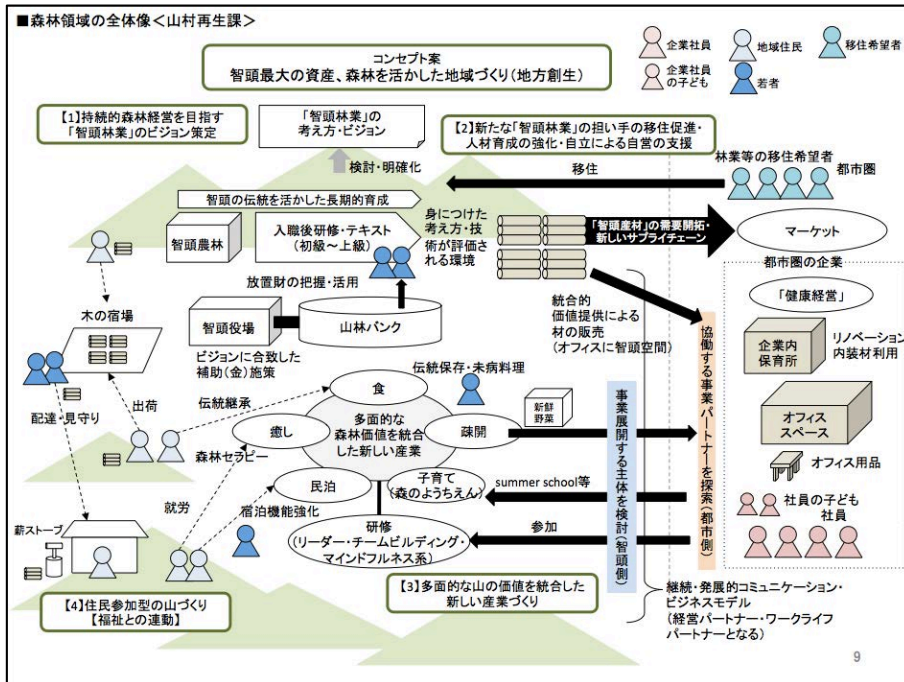 ■森林領域の全体像＜山村再生課＞
コンセプト案
智頭最大の資産、森林を活かした地域づくり（地方創生）
企業社員
地域住民
移住希望者
企業社員
の子ども
若者
【1】持続的森林経営を目指す
「智頭林業」のビジョン策定
「智頭林業」の
考え方・ビジョン
検討・明確化
【2】新たな「智頭林業」の担い手の移住促進・
人材育成の強化・自立による自営の支援
林業等の移住希望者
都市圏
移住
智頭の伝統を活かした長期的育成
智頭農林
入職後研修・テキスト
（初級～上級）
身につけた
考え方・技
術が評価さ
れる環境
「智頭産材」の需要開拓・
新しいサプライチェーン
マーケット
放置財の把握・活用
智頭役場
山林バンク
ビジョンに合致した
補助（金）施策
統合的
価値提供による
材の販売
（オフィスに智頭空間）
都市圏の企業
「健康経営」
企業内
保育所
リノベーション
内装材利用
オフィス
スペース
オフィス用品
社員の子ども
社員
協働する事業パートナーを探索（都市側）
事業展開する主体を検討（智頭側）
木の宿場
配達・見守り
出荷
伝統継承
伝統保存・未病料理
食
多面的な
森林価値を統合
した新しい産業
癒し
疎開
新鮮
野菜
森林セラピー
民泊
子育て
（森のようちえん）
summer school等
就労
宿泊機能強化
研修
（リーダー・チームビルディング・
マインドフルネス系）
参加
薪ストーブ
【4】住民参加型の山づくり
【福祉との連動】
【3】多面的な山の価値を統合した
新しい産業づくり
継続・発展的コミュニケーション・
ビジネスモデル
（経営パートナー・ワークライフ
パートナーとなる）
9